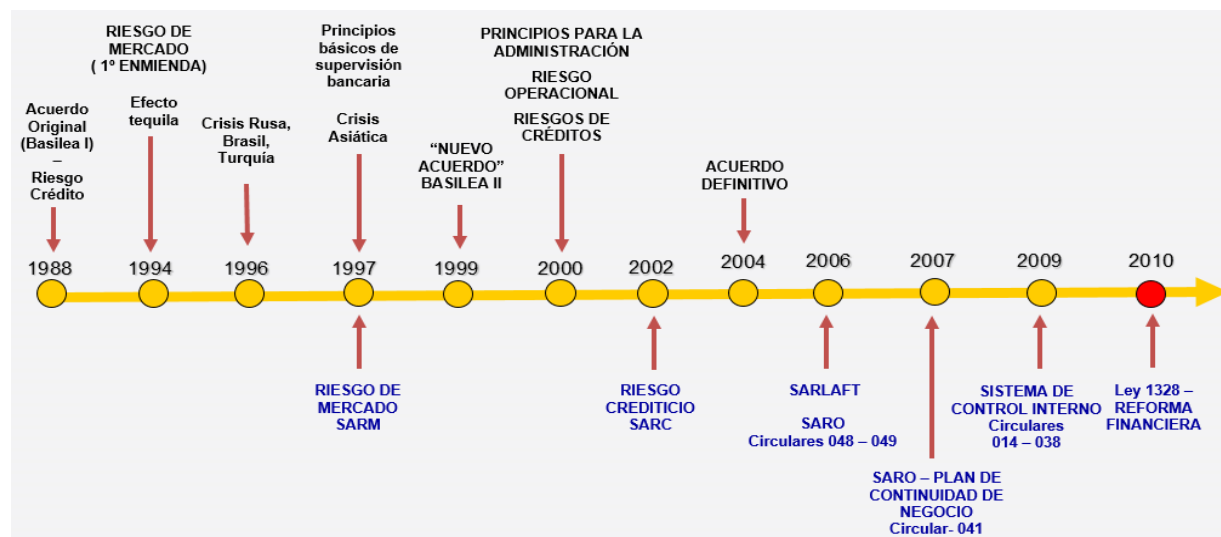 Acuerdo
Original
(Basilea I)
–
Riesgo
Crédito
RIESGO DE
MERCADO
( 1º ENMIENDA)
Efecto
tequila
Crisis Rusa,
Brasil,
Turquía
Principios
básicos de
supervisión
bancaria
Crisis
Asiática
“NUEVO
ACUERDO”
BASILEA II
PRINCIPIOS PARA LA
ADMINISTRACIÓN
RIESGO
OPERACIONAL
RIESGOS DE
CRÉDITOS
ACUERDO
DEFINITIVO
1988
1994
1996
1997
1999
2000
2002
2004
2006
2007
2009
2010
RIESGO DE
MERCADO
SARM
RIESGO
CREDITICIO
SARC
SARLAFT
SARO
Circulares 048 – 049
SARO – PLAN DE
CONTINUIDAD DE
NEGOCIO
Circular- 041
SISTEMA DE
CONTROL INTERNO
Circulares
014 – 038
Ley 1328 –
REFORMA
FINANCIERA